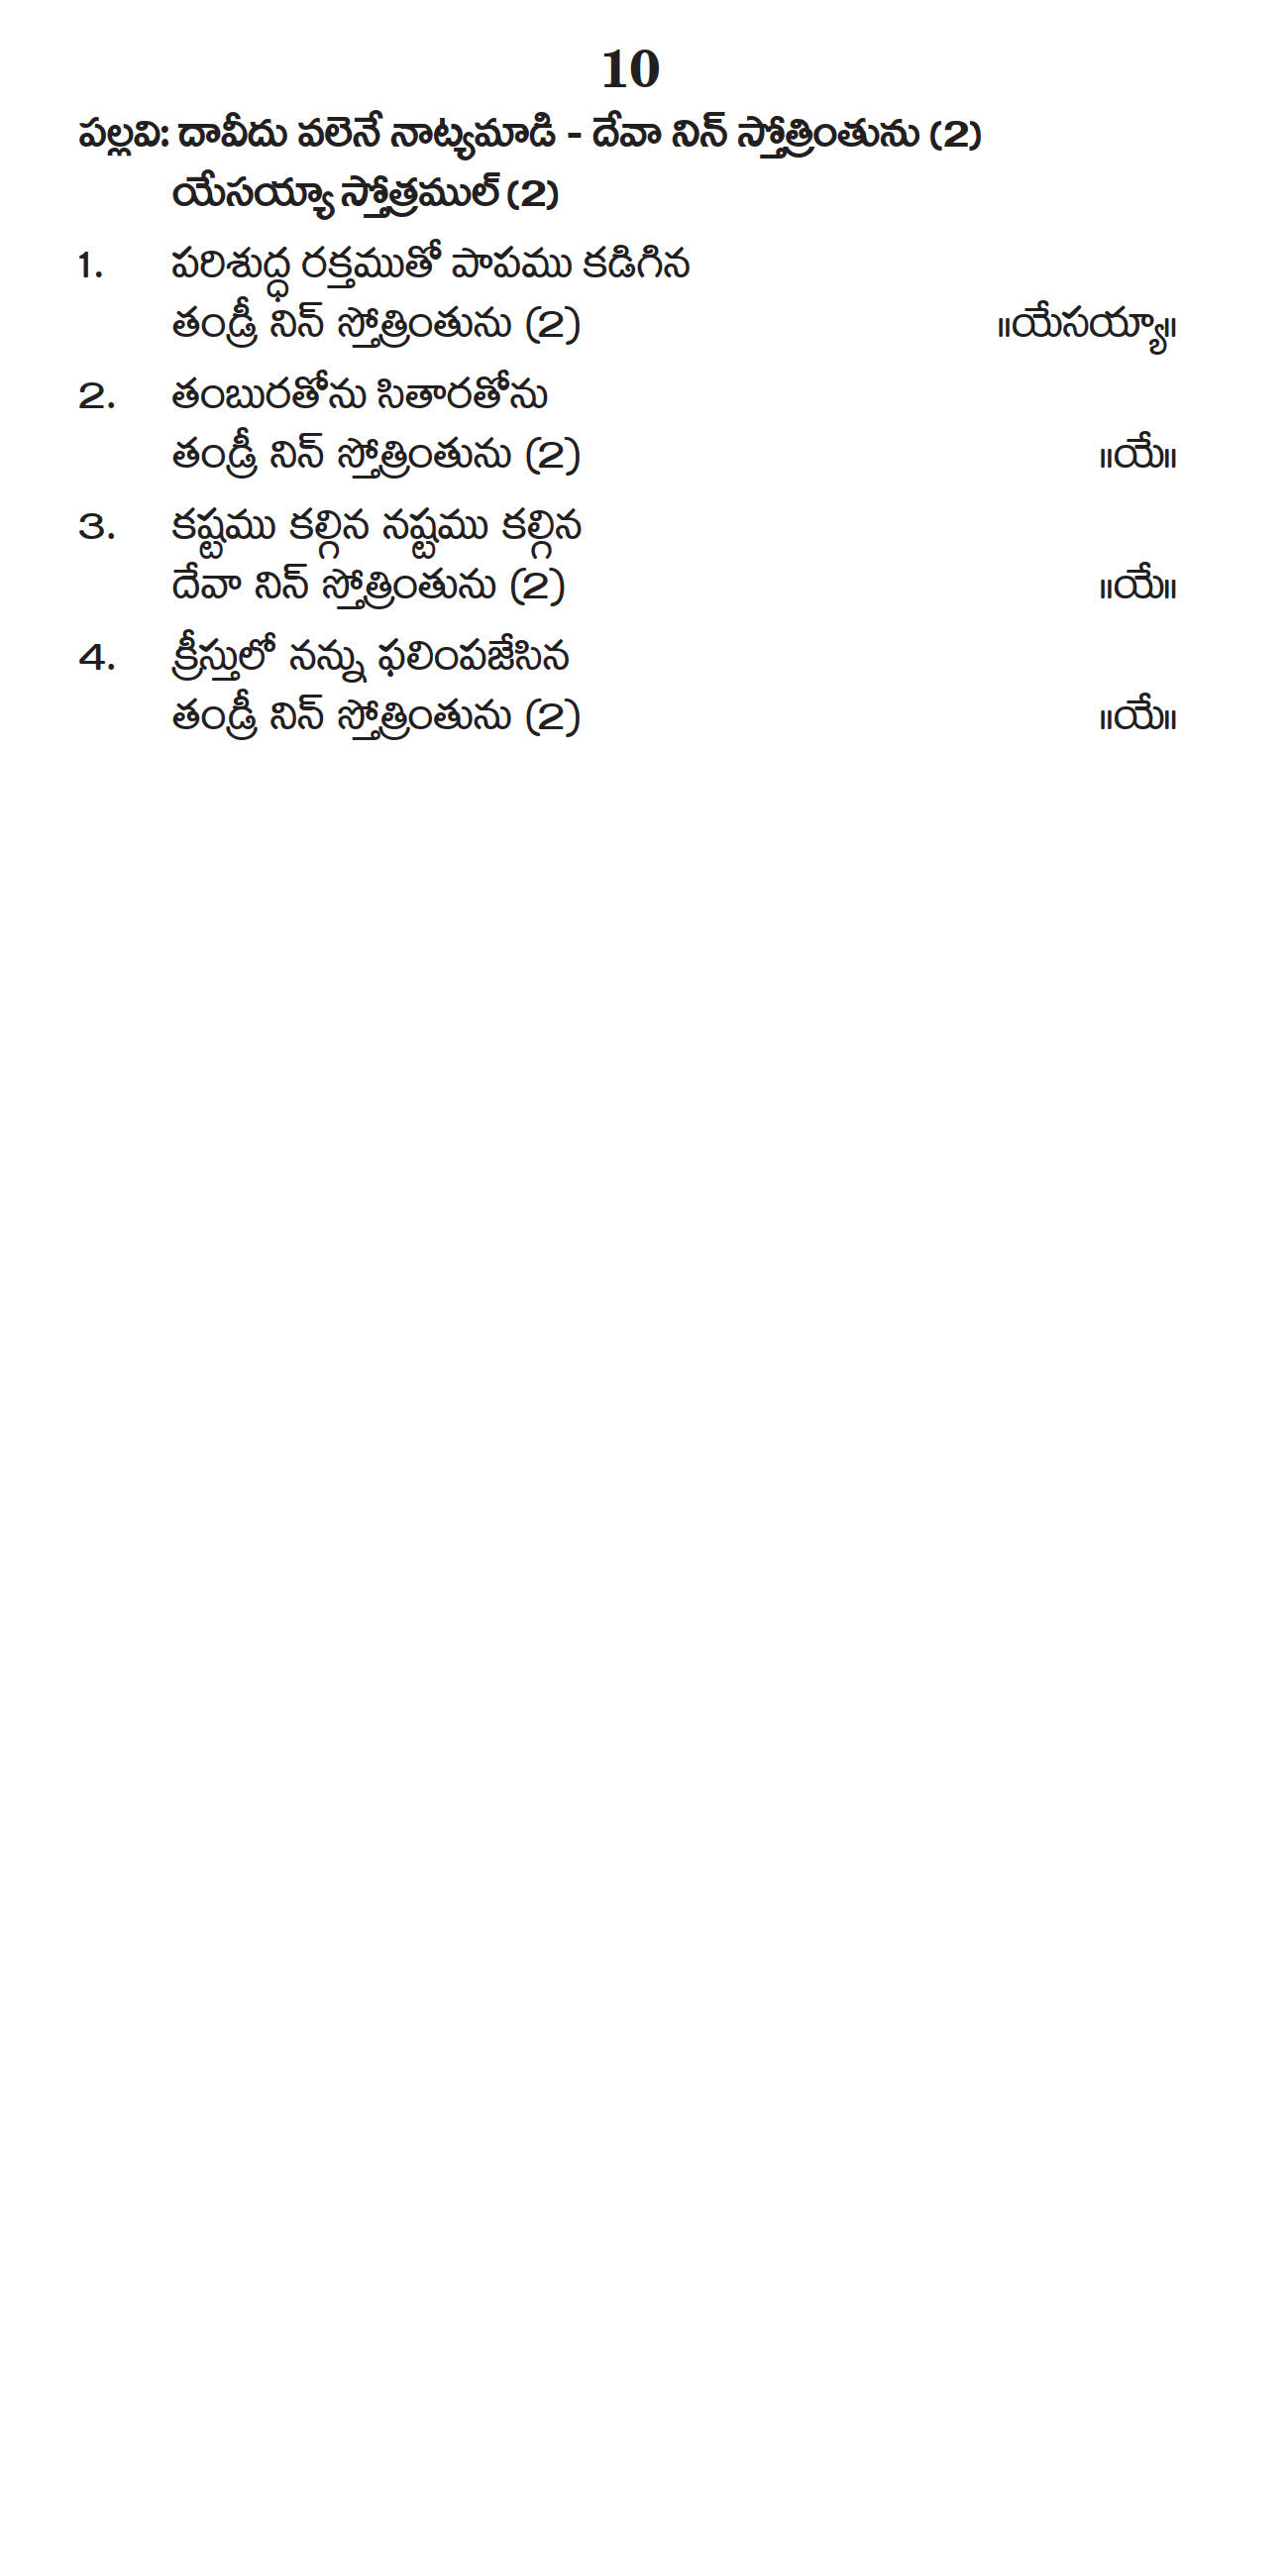 10
పల్లవి: దావీదు వలెనే నాట్యమాడి - దేవా నిన్ స్తోత్రింతును (2)
యేసయ్యా స్తోత్రముల్ (2)
1. పరిశుద్ధ రక్తముతో పాపము కడిగిన
తండ్రీ నిన్ స్తోత్రింతును (2) ॥యేసయ్యా॥
2. తంబురతోను సితారతోను
తండ్రీ నిన్ స్తోత్రింతును (2) ॥యే॥
3. కష్టము కల్గిన నష్టము కల్గిన
దేవా నిన్ స్తోత్రింతును (2) ॥యే॥
4. క్రీస్తులో నన్ను ఫలింపజేసిన
తండ్రీ నిన్ స్తోత్రింతును (2) ॥యే॥